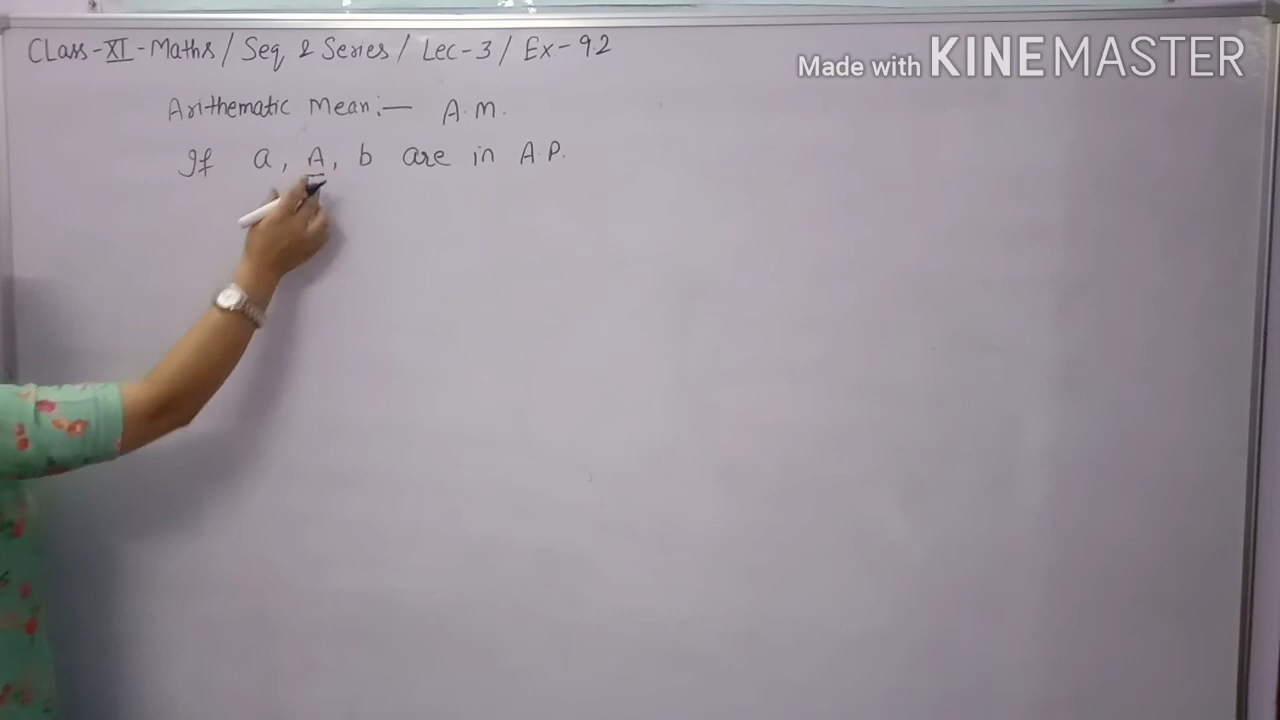 Class-XI-Maths / Seq & Series / Lec-3 / Ex-9.2
Made with KINEMASTER
Arithematic Mean:— A.M.
If a, A, b are in A.P.